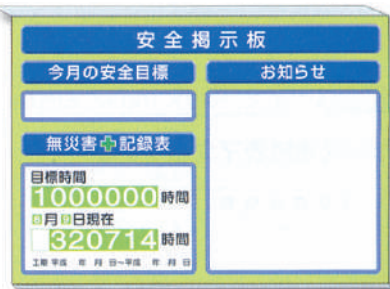 安全掲示板
今月の安全目標
お知らせ
無災害記録表
目標時間
1000000時間
6月9日現在
320714時間
工期 平成 年 月 日~平成 年 月 日